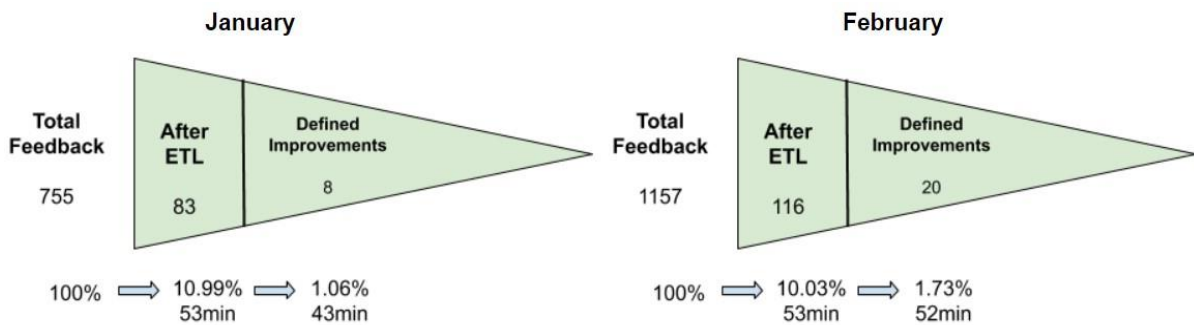 January
Total
Feedback
755
After
ETL
83
Defined
Improvements
8
100%
10.99%
53min
1.06%
43min
February
Total
Feedback
1157
After
ETL
116
Defined
Improvements
20
100%
10.03%
53min
1.73%
52min